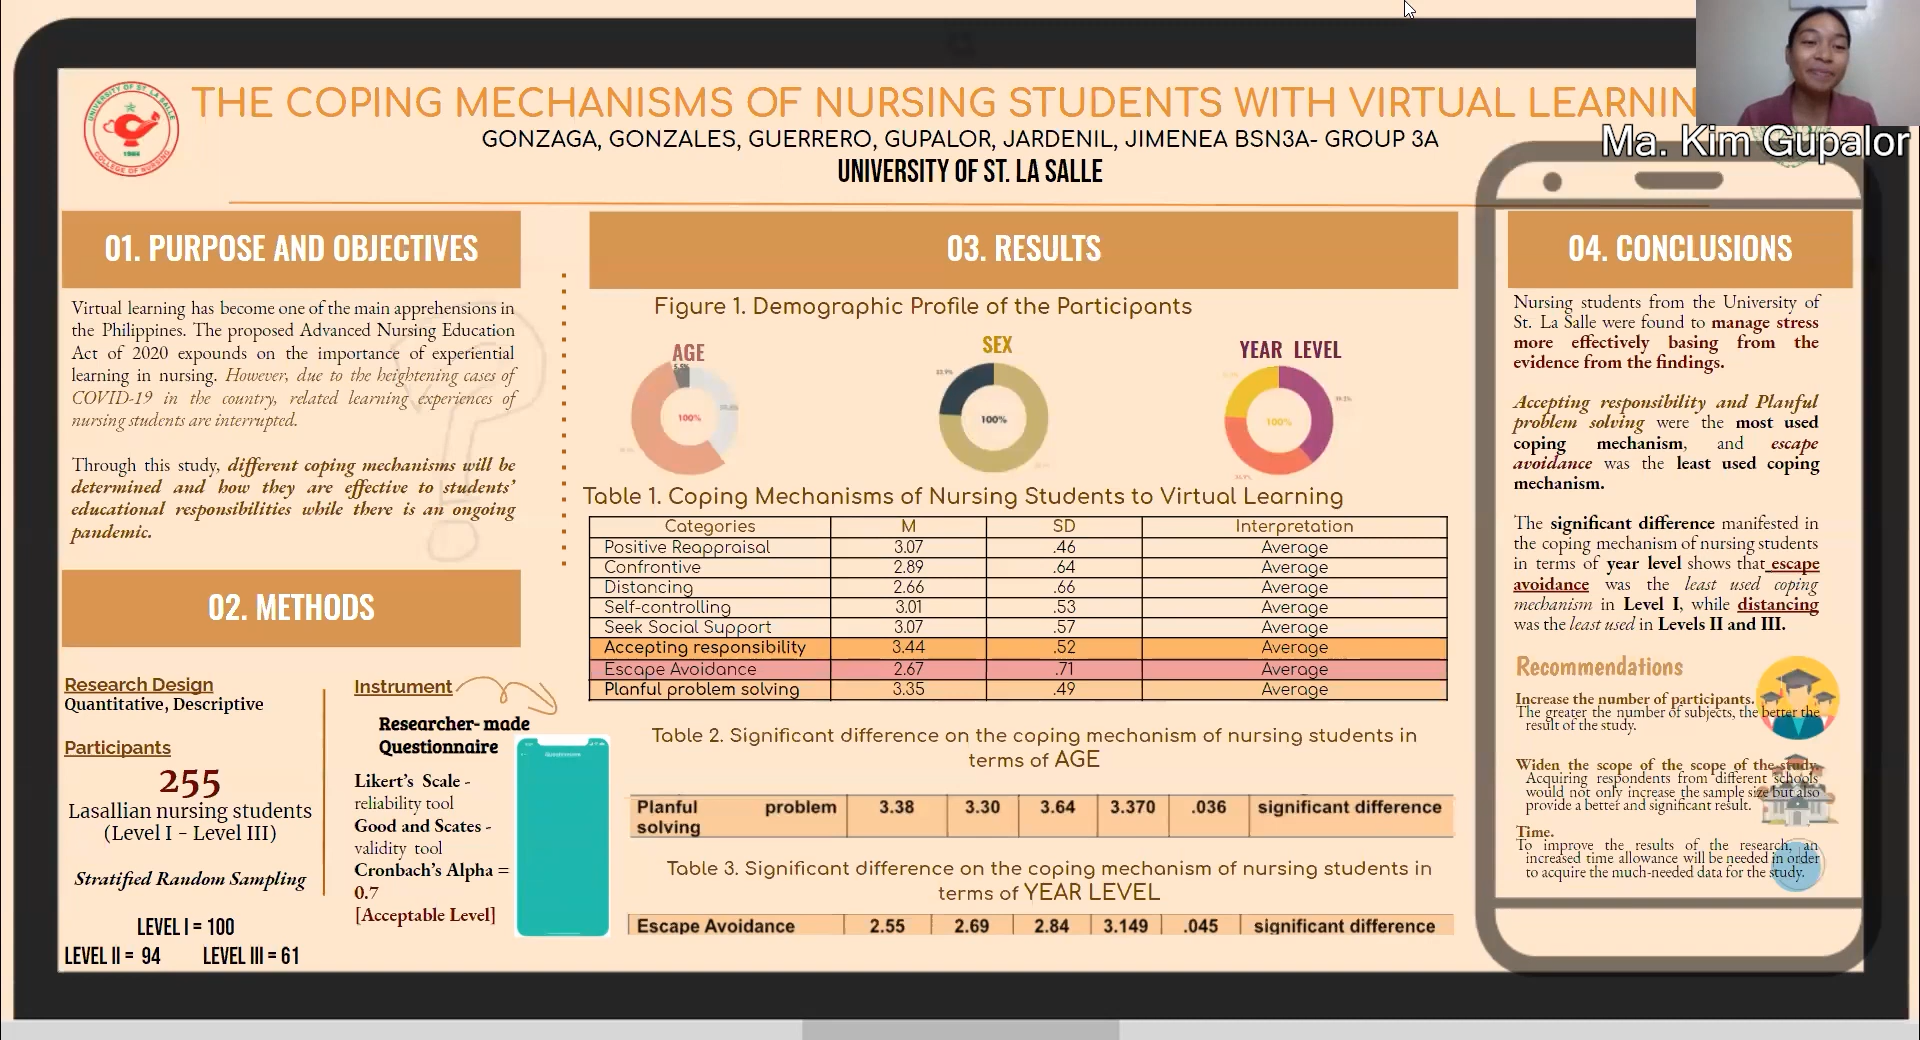 THE COPING MECHANISMS OF NURSING STUDENTS WITH VIRTUAL LEARNIN
GONZAGA, GONZALES, GUERRERO, GUPALOR, JARDENIL, JIMENEA BSN3A- GROUP 3A
UNIVERSITY OF ST. LA SALLE
Ma. Kim Gupalor
UNIVERSITY OF ST. LA SALLE
COLLEGE OF NURSING
01. PURPOSE AND OBJECTIVES
Virtual learning has become one of the main apprehensions in
the Philippines. The proposed Advanced Nursing Education
Act of 2020 expounds on the importance of experiential
learning in nursing. However, due to the heightening cases of
COVID-19 in the country, related learning experiences of
nursing students are interrupted.
Through this study, different coping mechanisms will be
determined and how they are effective to students'
educational responsibilities while there is an ongoing
pandemic.
02. METHODS
Research Design
Quantitative, Descriptive
Participants
255
Lasallian nursing students
(Level I - Level III)
Stratified Random Sampling
LEVEL I = 100
LEVEL II = 94 LEVEL III = 61
Instrument
Researcher- made
Questionnaire
Likert's Scale -
reliability tool
Good and Scates -
validity tool
Cronbach's Alpha =
0.7
[Acceptable Level]
03. RESULTS
Figure 1. Demographic Profile of the Participants
AGE
100%
SEX
100%
YEAR LEVEL
100%
Table 1. Coping Mechanisms of Nursing Students to Virtual Learning
Categories M SD Interpretation
Positive Reappraisal 3.07 .46 Average
Confrontive 2.89 .64 Average
Distancing 2.66 .66 Average
Self-controlling 3.01 .53 Average
Seek Social Support 3.07 .57 Average
Accepting responsibility 3.44 .52 Average
Escape Avoidance 2.67 .71 Average
Planful problem solving 3.35 .49 Average
Table 2. Significant difference on the coping mechanism of nursing students in
terms of AGE
Planful problem 3.38 3.30 3.64 3.370 .036 significant difference
solving
Table 3. Significant difference on the coping mechanism of nursing students in
terms of YEAR LEVEL
Escape Avoidance 2.55 2.69 2.84 3.149 .045 significant difference
04. CONCLUSIONS
Nursing students from the University of
St. La Salle were found to manage stress
more effectively basing from the
evidence from the findings.
Accepting responsibility and Planful
problem solving were the most used
coping mechanism, and escape
avoidance was the least used coping
mechanism.
The significant difference manifested in
the coping mechanism of nursing students
in terms of year level shows that escape
avoidance was the least used coping
mechanism in Level I, while distancing
was the least used in Levels II and III.
Recommendations
Increase the number of participants.
The greater the number of subjects, the better the
result of the study.
Widen the scope of the scope of the study.
Acquiring respondents from different schools
would not only increase the sample size but also
provide a better and significant result.
Time.
To improve the results of the research, an
increased time allowance will be needed in order
to acquire the much-needed data for the study.